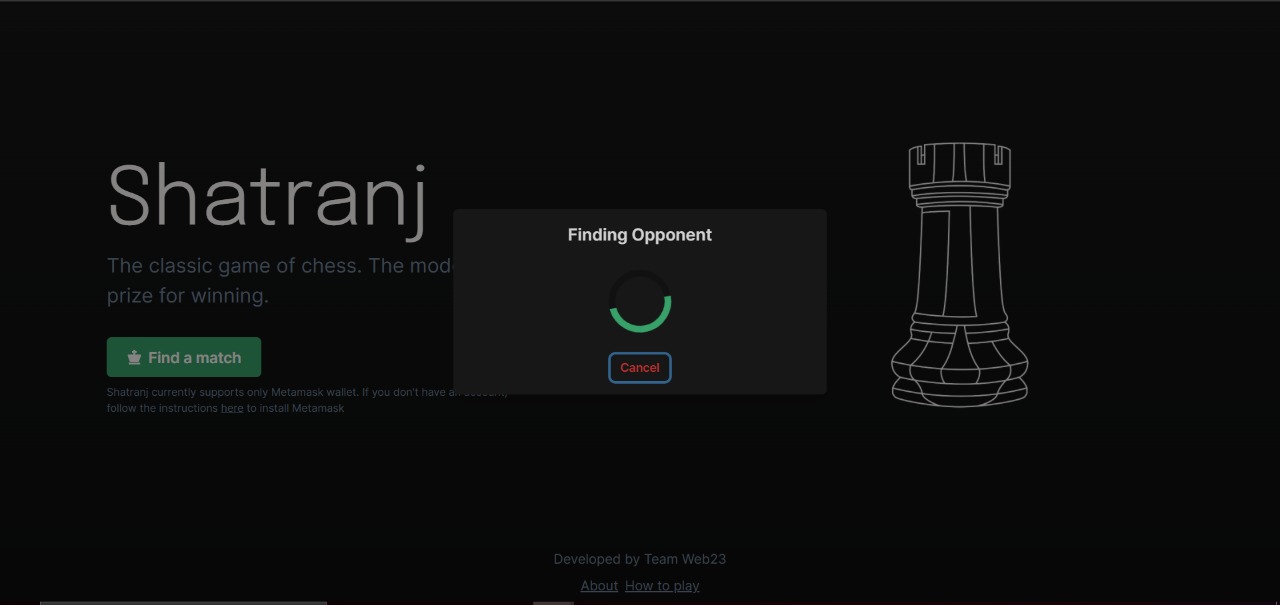 Shatranj
The classic game of chess. The mod
prize for winning.
Finding Opponent
Cancel
Find a match
Shatranj currently supports only Metamask wallet. If you don't have an account,
follow the instructions here to install Metamask
Developed by Team Web23
About How to play